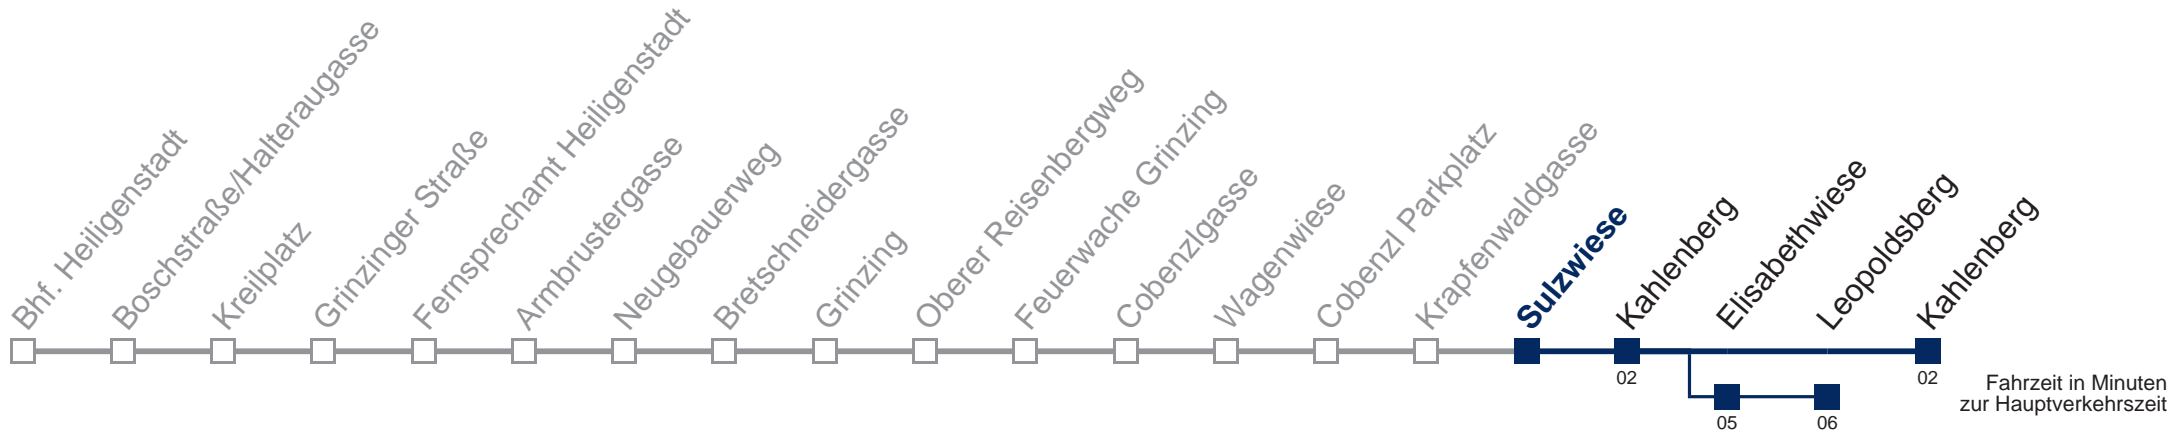 Bhf. Heiligenstadt
Boschstraße/Halteraugasse
Kreilplatz
Grinzinger Straße
Fernsprechamt Heiligenstadt
Armbrustergasse
Neugebauerweg
Bretschneidergasse
Grinzing
Oberer Reisenbergweg
Feuerwache Grinzing
Cobenzlgasse
Wagenwiese
Cobenzl Parkplatz
Krapfenwaldgasse
Sulzwiese
Kahlenberg
Elisabethwiese
Leopoldsberg
Kahlenberg
02
02
05
06
Fahrzeit in Minuten
zur Hauptverkehrszeit